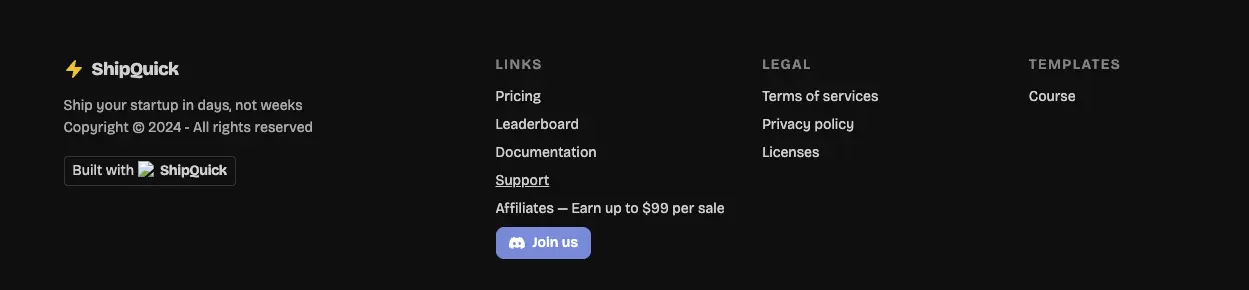 ShipQuick
Ship your startup in days, not weeks
Copyright © 2024 - All rights reserved
Built with ShipQuick
LINKS
Pricing
Leaderboard
Documentation
Support
Affiliates — Earn up to $99 per sale
Join us
LEGAL
Terms of services
Privacy policy
Licenses
TEMPLATES
Course